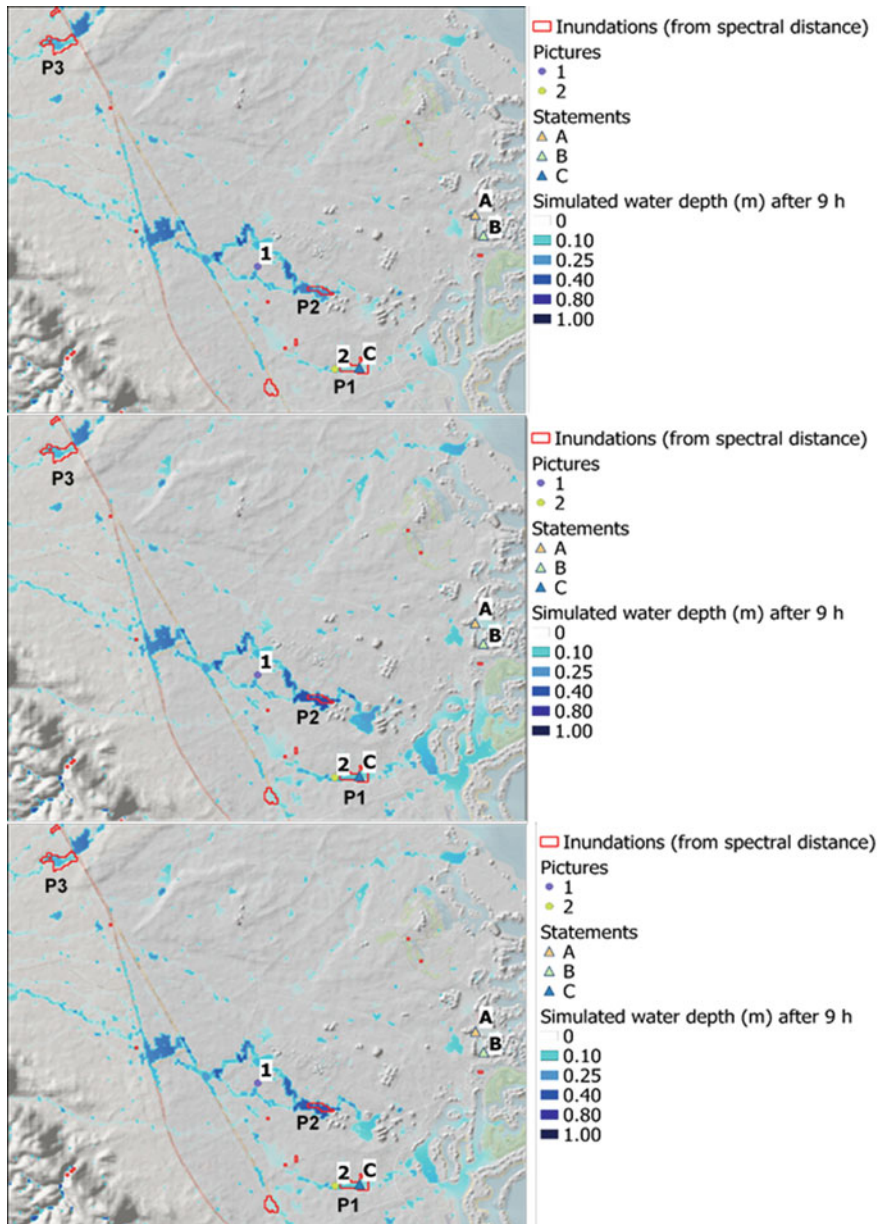 P3
1
P2
2 C
P1
A
B
Inundations (from spectral distance)
Pictures
1
2
Statements
A
B
C
Simulated water depth (m) after 9 h
0
0.10
0.25
0.40
0.80
1.00
P3
1
P2
2 C
P1
A
B
Inundations (from spectral distance)
Pictures
1
2
Statements
A
B
C
Simulated water depth (m) after 9 h
0
0.10
0.25
0.40
0.80
1.00
P3
1
P2
2 C
P1
A
B
Inundations (from spectral distance)
Pictures
1
2
Statements
A
B
C
Simulated water depth (m) after 9 h
0
0.10
0.25
0.40
0.80
1.00